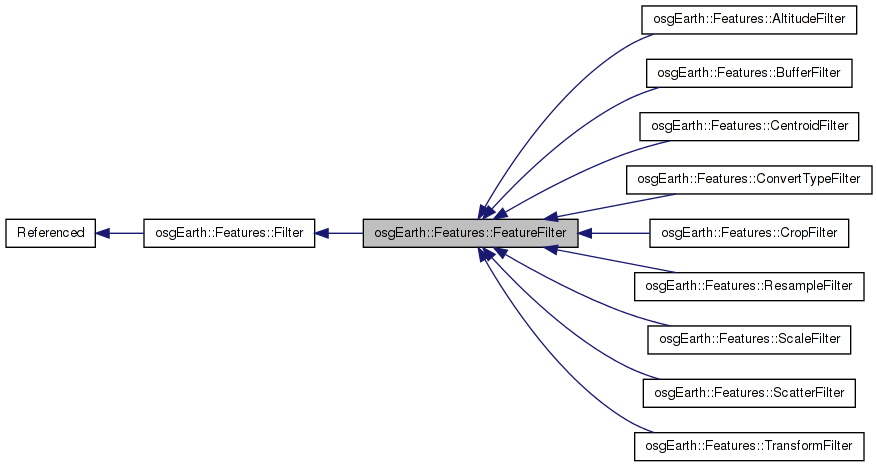 osgEarth::Features::AltitudeFilter
osgEarth::Features::BufferFilter
osgEarth::Features::CentroidFilter
osgEarth::Features::ConvertTypeFilter
Referenced
osgEarth::Features::Filter
osgEarth::Features::FeatureFilter
osgEarth::Features::CropFilter
osgEarth::Features::ResampleFilter
osgEarth::Features::ScaleFilter
osgEarth::Features::ScatterFilter
osgEarth::Features::TransformFilter